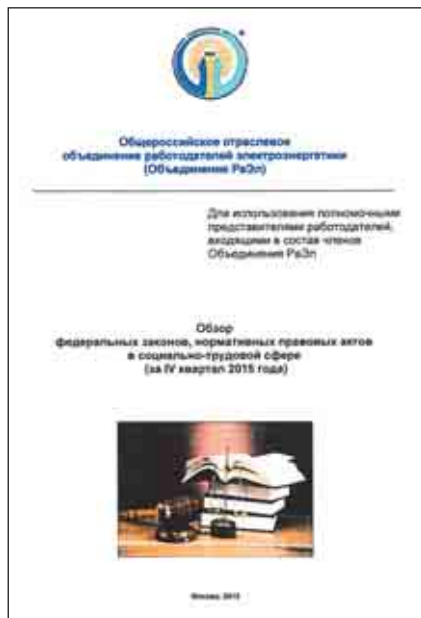 Общероссийское отраслевое
объединение работодателей электроэнергетики
(Объединение РаЭл)
Для использования полномочными
представителями работодателей,
входящими в состав членов
Объединения РаЭл
Обзор
федеральных законов, нормативных правовых актов
в социально-трудовой сфере
(за IV квартал 2015 года)
Москва, 2015